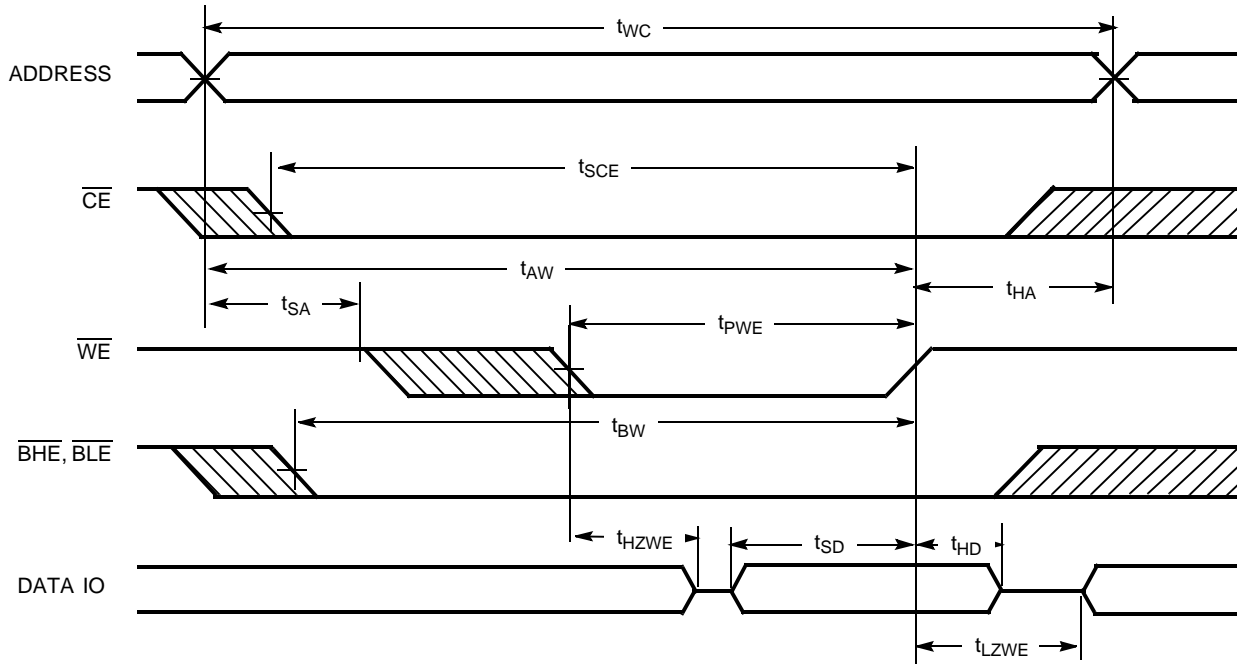 tWC
ADDRESS
tSCE
CE
tAW
tSA
tHA
tPWE
WE
tBW
BHE, BLE
tHZWE
tSD
tHD
DATA IO
tLZWE